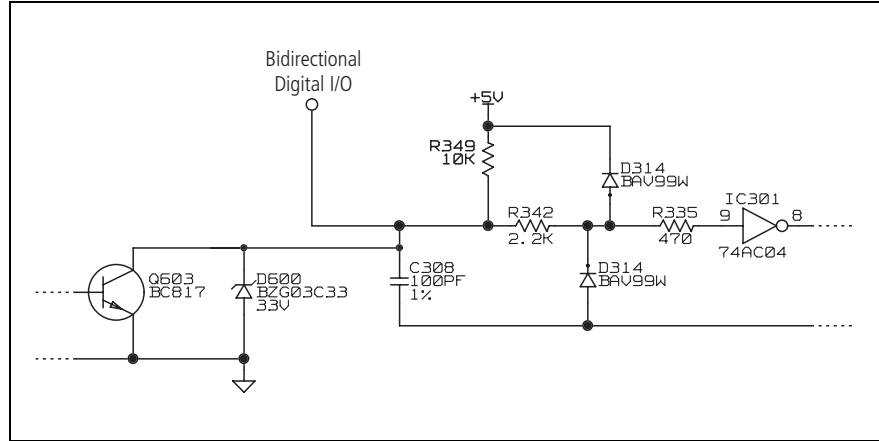 Bidirectional
Digital I/O
+5V
R349
10K
D314
BAV99W
IC301
R342
2.2K
R335
470
9
8
74AC04
Q603
BC817
D600
BZG03C33
33V
C308
100PF
1%
D314
BAV99W